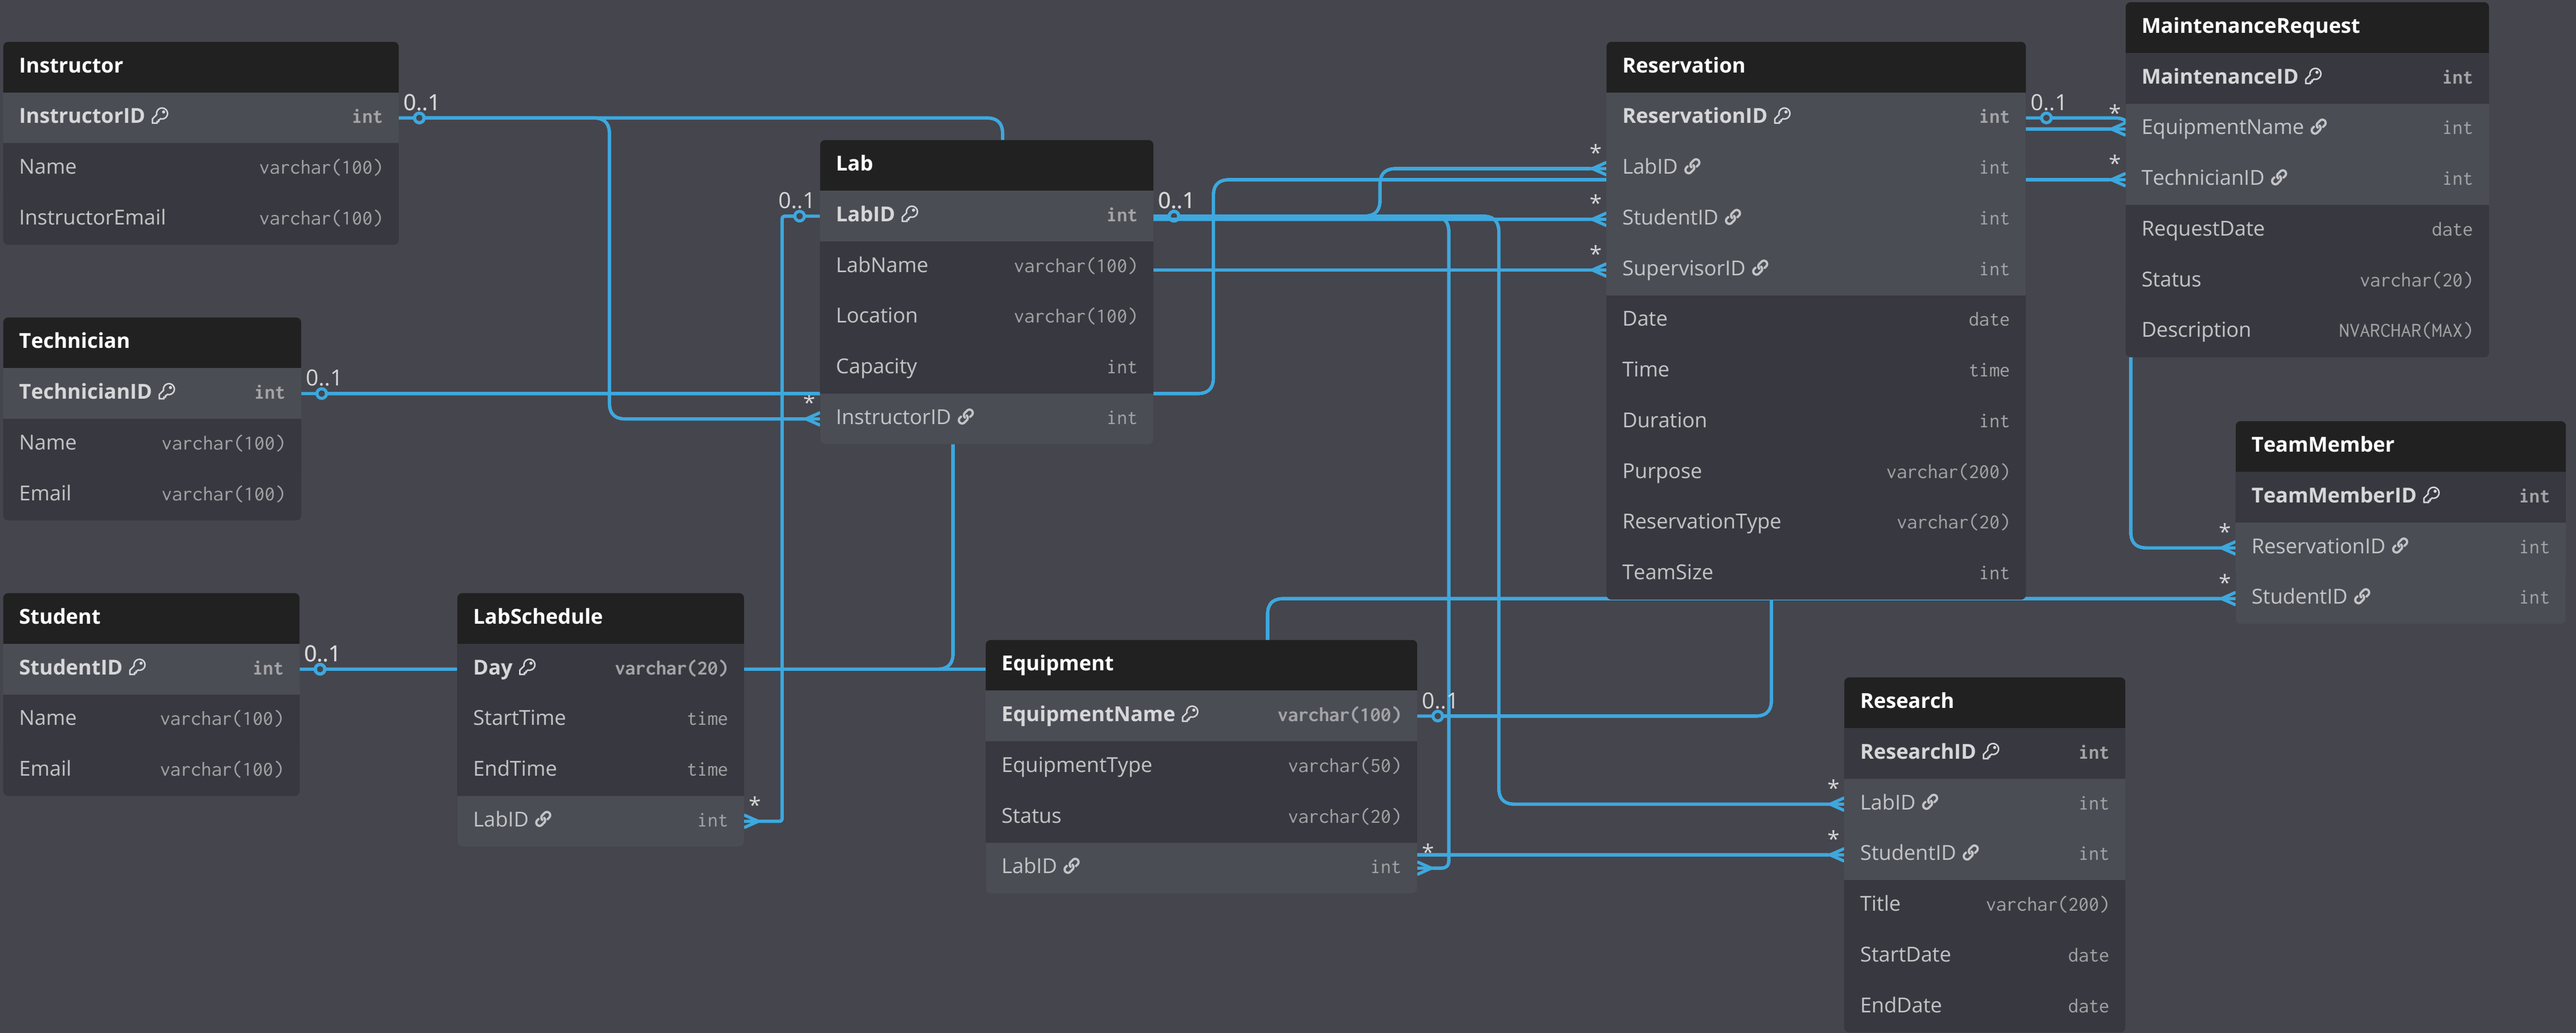 Instructor
InstructorID int
Name varchar(100)
InstructorEmail varchar(100)
0..1
Technician
TechnicianID int
Name varchar(100)
Email varchar(100)
0..1
Student
StudentID int
Name varchar(100)
Email varchar(100)
0..1
LabSchedule
Day varchar(20)
StartTime time
EndTime time
LabID int
*
Lab
LabID int
LabName varchar(100)
Location varchar(100)
Capacity int
InstructorID int
0..1
0..1
*
Equipment
EquipmentName varchar(100)
EquipmentType varchar(50)
Status varchar(20)
LabID int
0..1
*
Reservation
ReservationID int
LabID int
StudentID int
SupervisorID int
Date date
Time time
Duration int
Purpose varchar(200)
ReservationType varchar(20)
TeamSize int
*
*
*
0..1
MaintenanceRequest
MaintenanceID int
EquipmentName int
TechnicianID int
RequestDate date
Status varchar(20)
Description NVARCHAR(MAX)
*
*
TeamMember
TeamMemberID int
ReservationID int
StudentID int
*
*
Research
ResearchID int
LabID int
StudentID int
Title varchar(200)
StartDate date
EndDate date
*
*